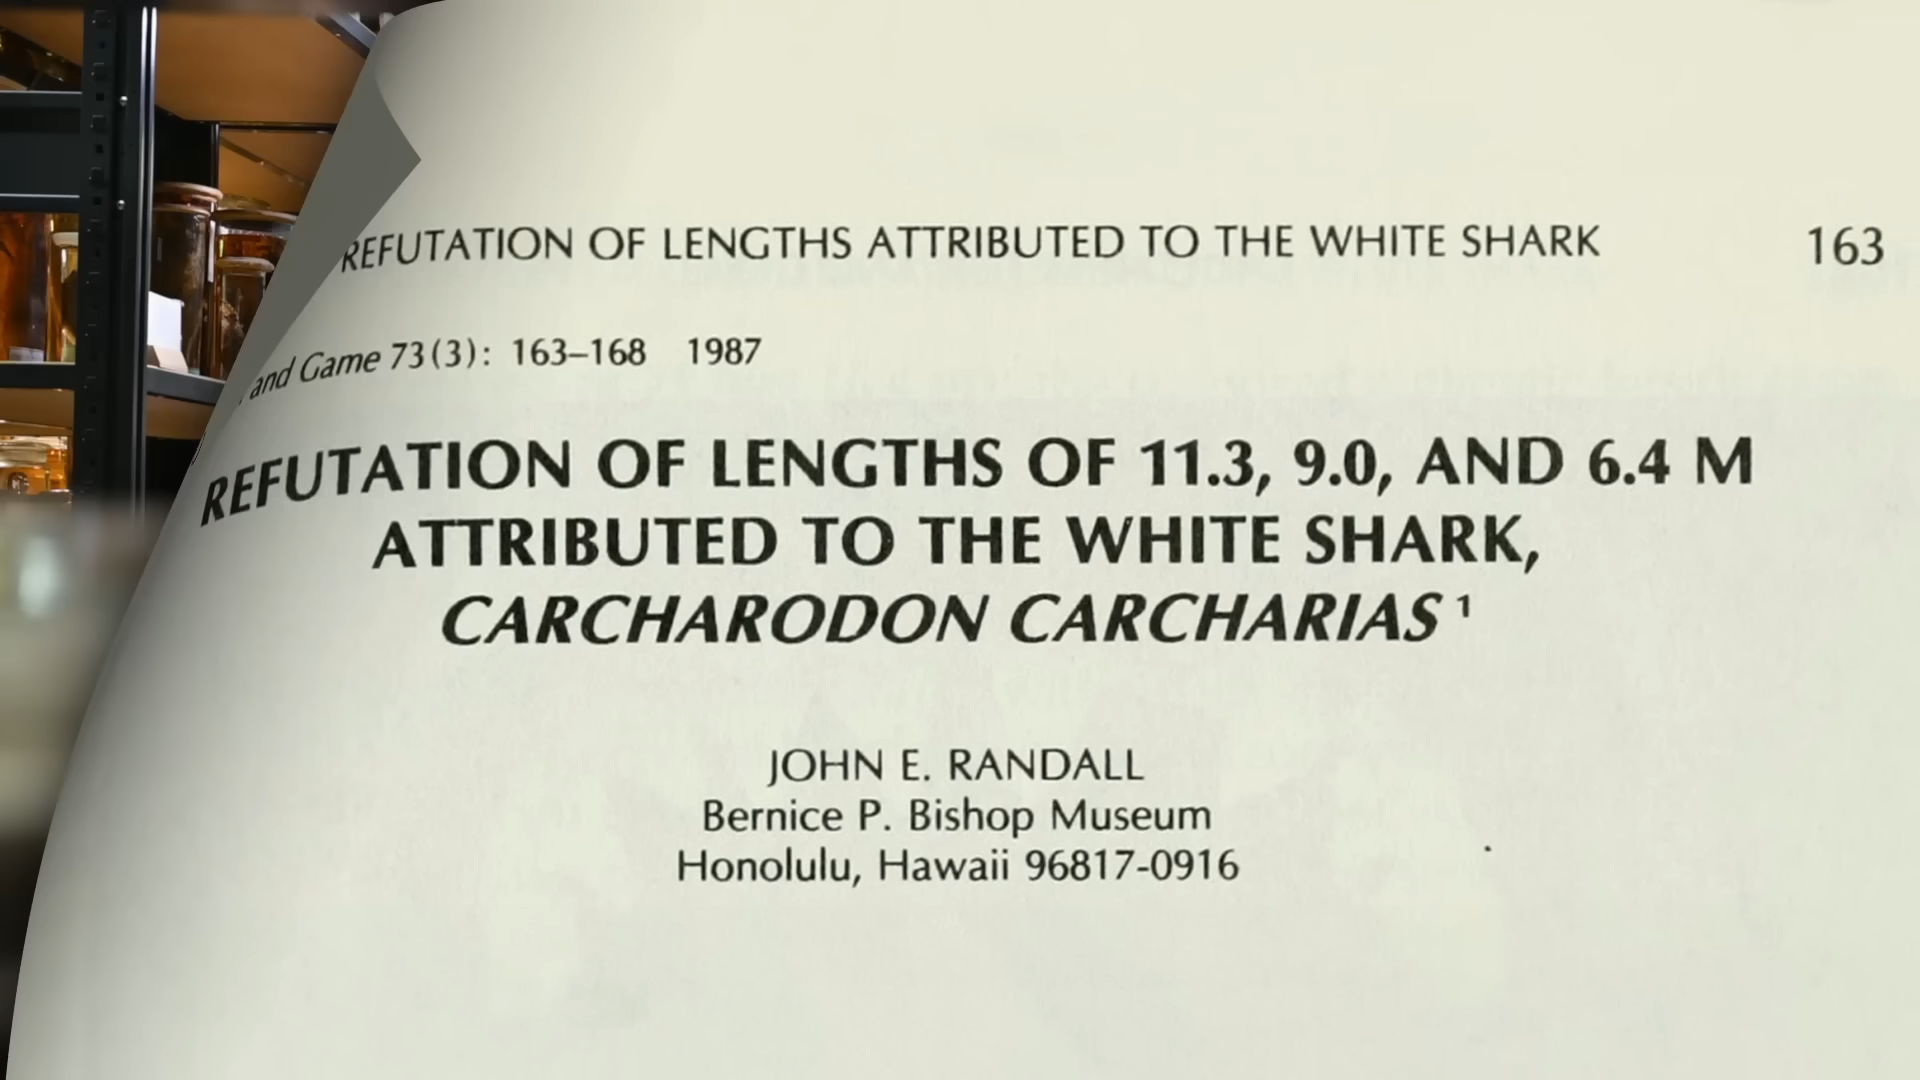 REFUTATION OF LENGTHS ATTRIBUTED TO THE WHITE SHARK 163
and Game 73(3): 163–168 1987
REFUTATION OF LENGTHS OF 11.3, 9.0, AND 6.4 M
ATTRIBUTED TO THE WHITE SHARK,
CARCHARODON CARCHARIAS ¹
JOHN E. RANDALL
Bernice P. Bishop Museum
Honolulu, Hawaii 96817-0916